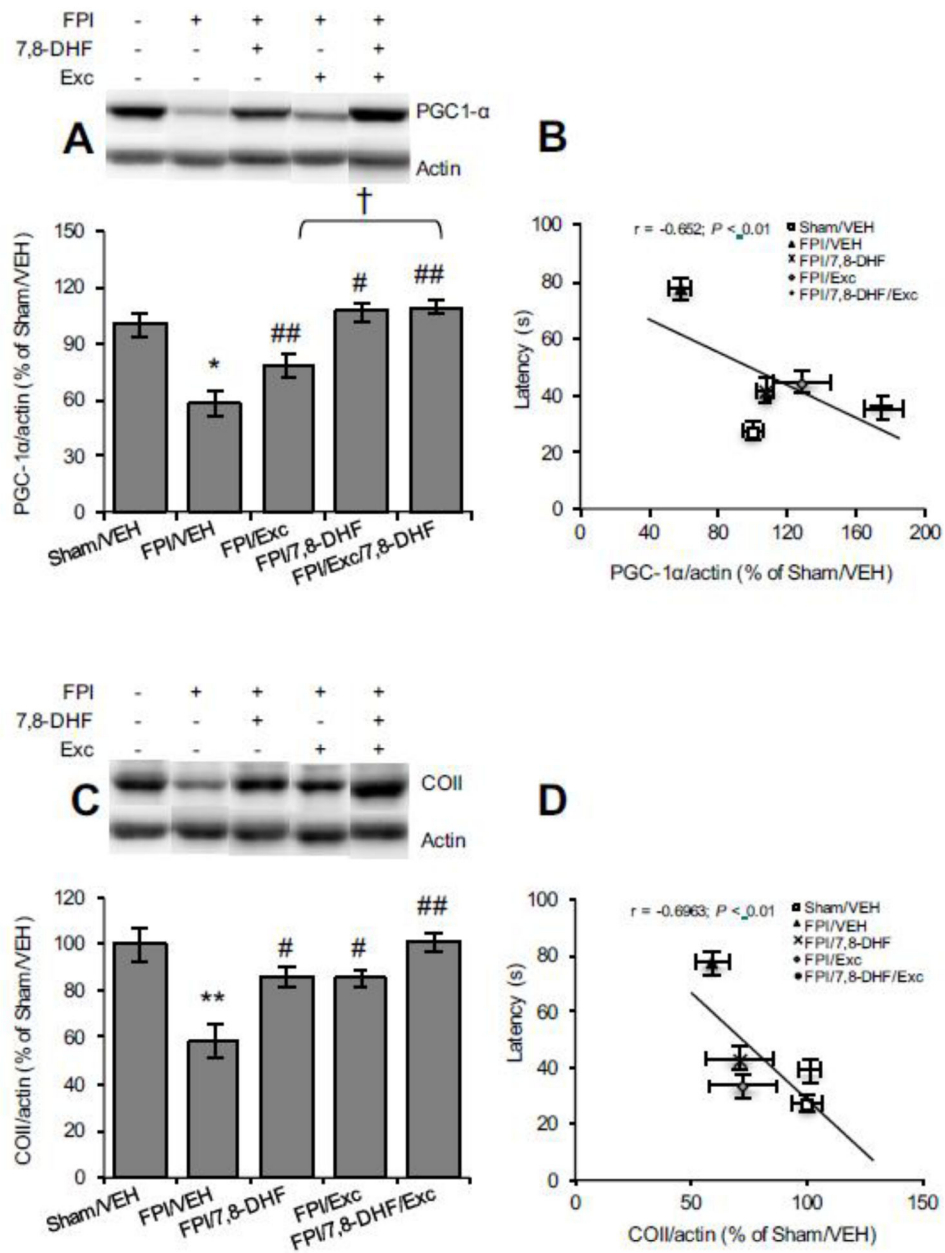 FPI - + + + +
7,8-DHF - - + - +
Exc - - - + +
PGC1-α
A
Actin
†
150
120
90
60
30
0
PGC-1α/actin (% of Sham/VEH)
*
##
#
##
Sham/VEH
FPI/VEH
FPI/Exc
FPI/7,8-DHF
FPI/Exc/7,8-DHF
B
r = -0.652; P < 0.01
Sham/VEH
FPI/VEH
FPI/7,8-DHF
FPI/Exc
FPI/7,8-DHF/Exc
100
80
60
40
20
0
Latency (s)
0 40 80 120 160 200
PGC-1α/actin (% of Sham/VEH)
FPI - + + + +
7,8-DHF - - + - +
Exc - - - + +
COII
C
Actin
120
100
80
60
40
20
0
COII/actin (% of Sham/VEH)
**
#
#
##
Sham/VEH
FPI/VEH
FPI/7,8-DHF
FPI/Exc
FPI/7,8-DHF/Exc
D
r = -0.6963; P < 0.01
Sham/VEH
FPI/VEH
FPI/7,8-DHF
FPI/Exc
FPI/7,8-DHF/Exc
100
80
60
40
20
0
Latency (s)
0 50 100 150
COII/actin (% of Sham/VEH)